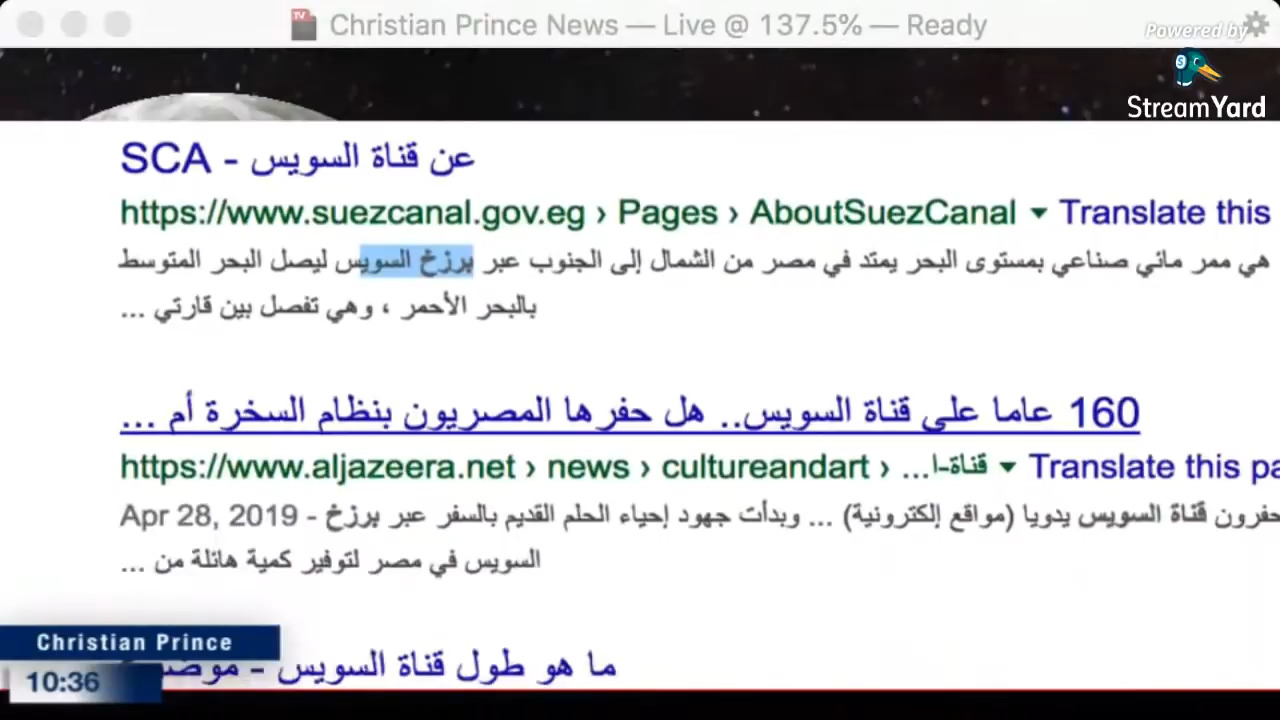 Christian Prince News — Live @ 137.5% — Ready
Powered by
StreamYard
عن قناة السويس - SCA
https://www.suezcanal.gov.eg › Pages › AboutSuezCanal ▾ Translate this
هي ممر مائي صناعي بمستوى البحر يمتد في مصر من الشمال إلى الجنوب عبر برزخ السويس ليصل البحر المتوسط
بالبحر الأحمر ، وهي تفصل بين قارتي ...
160 عاما على قناة السويس.. هل حفرها المصريون بنظام السخرة أم ...
https://www.aljazeera.net › news › cultureandart › قناة-ا... ▾ Translate this pa
Apr 28, 2019 - حفرون قناة السويس يدويا (مواقع إلكترونية) ... وبدأت جهود إحياء الحلم القديم بالسفر عبر برزخ
السويس في مصر لتوفير كمية هائلة من ...
ما هو طول قناة السويس -
Christian Prince
10:36